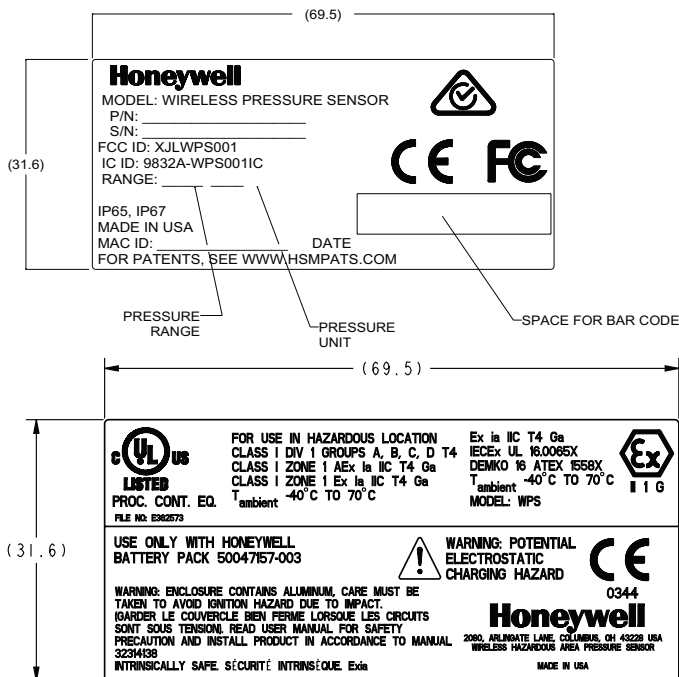 (69.5)
Honeywell
MODEL: WIRELESS PRESSURE SENSOR
P/N:
S/N:
FCC ID: XJLWPS001
IC ID: 9832A-WPS001IC
RANGE:
(31.6)
CE FC
IP65, IP67
MADE IN USA
MAC ID: DATE
FOR PATENTS, SEE WWW.HSMPATS.COM
PRESSURE RANGE
PRESSURE UNIT
SPACE FOR BAR CODE
(69.5)
(31.6)
C UL US
LISTED
PROC. CONT. EQ.
FILE NO: E362573
FOR USE IN HAZARDOUS LOCATION
CLASS I DIV 1 GROUPS A, B, C, D T4
CLASS I ZONE 1 AEx ia IIC T4 Ga
CLASS I ZONE 1 Ex ia IIC T4 Ga
Tambient -40°C TO 70°C
Ex ia IIC T4 Ga
IECEx UL 16.0065X
DEMKO 16 ATEX 1558X
Tambient -40°C TO 70°C
MODEL: WPS
Ex
II 1 G
USE ONLY WITH HONEYWELL
BATTERY PACK 50047157-003
WARNING: POTENTIAL
ELECTROSTATIC
CHARGING HAZARD
CE
0344
WARNING: ENCLOSURE CONTAINS ALUMINUM, CARE MUST BE
TAKEN TO AVOID IGNITION HAZARD DUE TO IMPACT.
(GARDER LE COUVERCLE BIEN FERME LORSQUE LES CIRCUITS
SONT SOUS TENSION). READ USER MANUAL FOR SAFETY
PRECAUTION AND INSTALL PRODUCT IN ACCORDANCE TO MANUAL
32314138
INTRINSICALLY SAFE. SÉCURITÉ INTRINSÈQUE. Exia
Honeywell
2080, ARLINGATE LANE, COLUMBUS, OH 43228 USA
WIRELESS HAZARDOUS AREA PRESSURE SENSOR
MADE IN USA